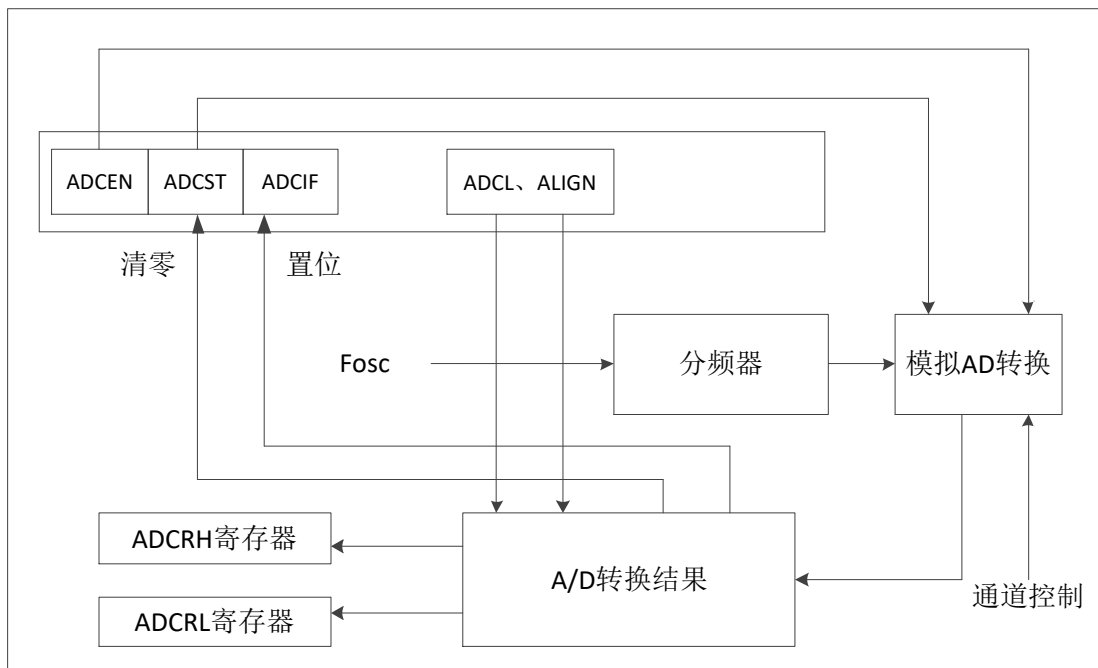 ADCEN
ADCST
ADCIF
ADCL、ALIGN
清零
置位
Fosc
分频器
模拟AD转换
ADCRH寄存器
A/D转换结果
通道控制
ADCRL寄存器